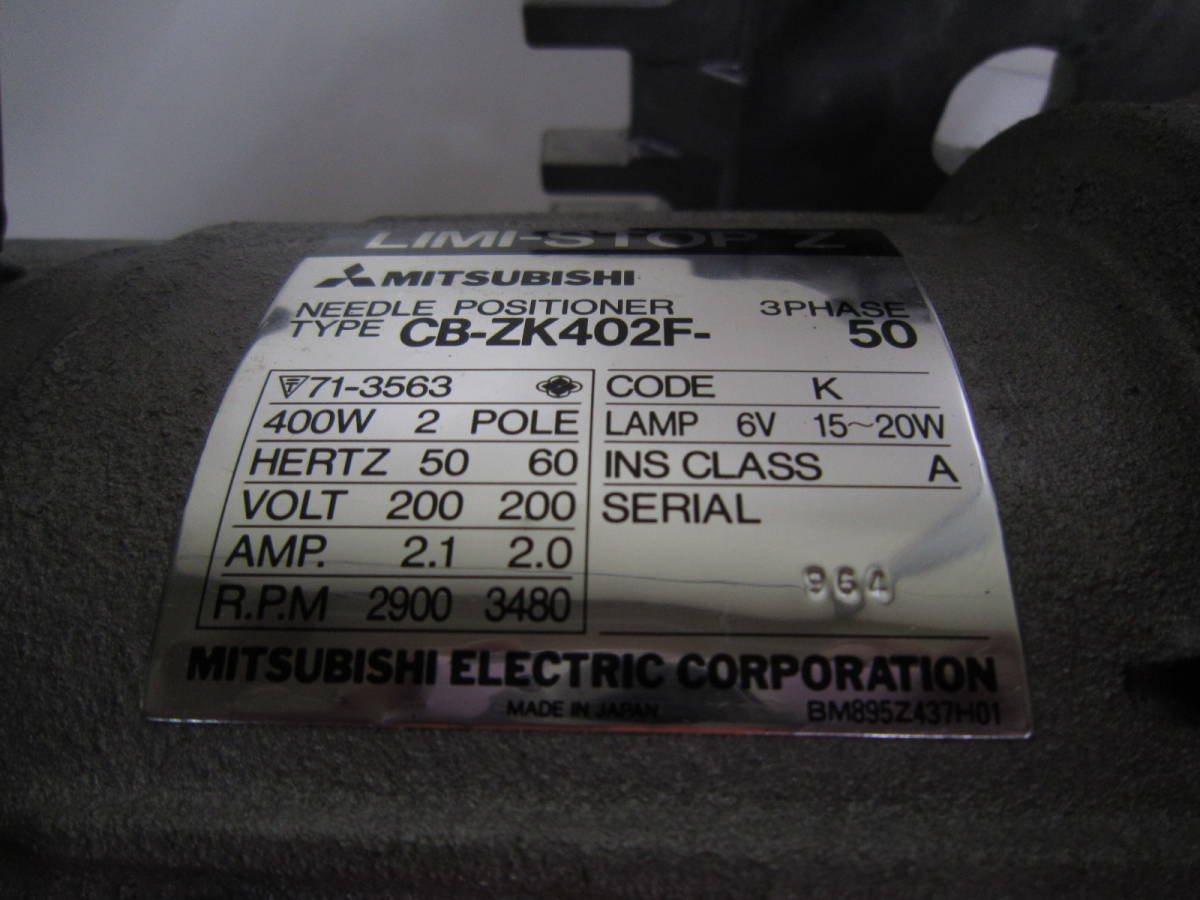 LIMI-STOP Z
MITSUBISHI
NEEDLE POSITIONER 3PHASE
TYPE CB-ZK402F- 50
71-3563
400W 2 POLE
HERTZ 50 60
VOLT 200 200
AMP. 2.1 2.0
R.P.M 2900 3480
CODE K
LAMP 6V 15~20W
INS CLASS A
SERIAL
964
MITSUBISHI ELECTRIC CORPORATION
MADE IN JAPAN BM895Z437H01